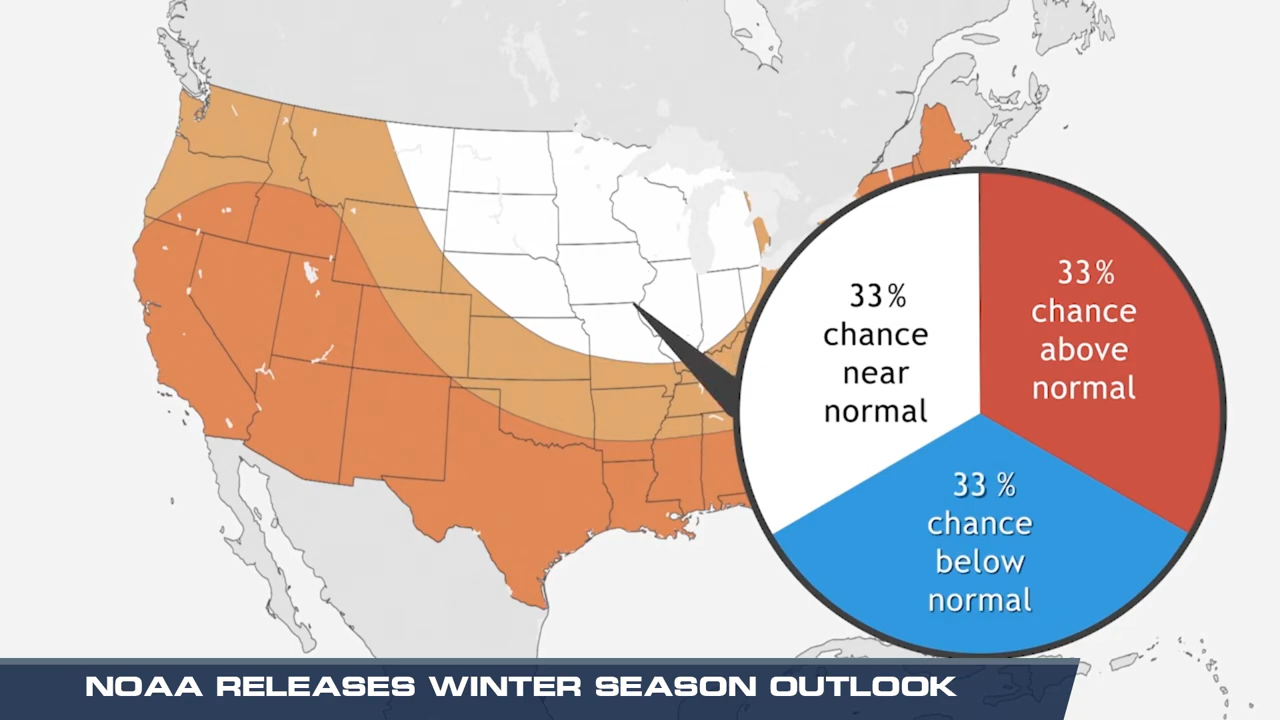 33%
chance
near
normal
33%
chance
above
normal
33 %
chance
below
normal
NOAA RELEASES WINTER SEASON OUTLOOK